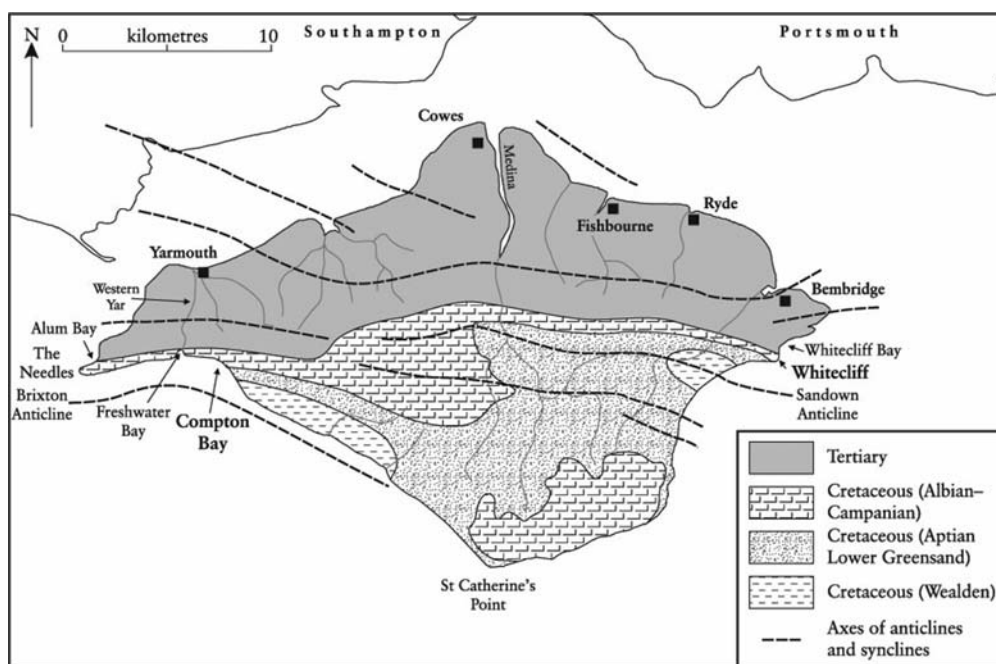 N
0 kilometres 10
Southampton
Portsmouth
Cowes
Medina
Ryde
Fishbourne
Yarmouth
Western
Yar
Bembridge
Alum Bay
The
Needles
Whitecliff Bay
Whitecliff
Brixton
Anticline
Freshwater
Bay
Compton
Bay
Sandown
Anticline
St Catherine's
Point
Tertiary
Cretaceous (Albian–
Campanian)
Cretaceous (Aptian
Lower Greensand)
Cretaceous (Wealden)
Axes of anticlines
and synclines